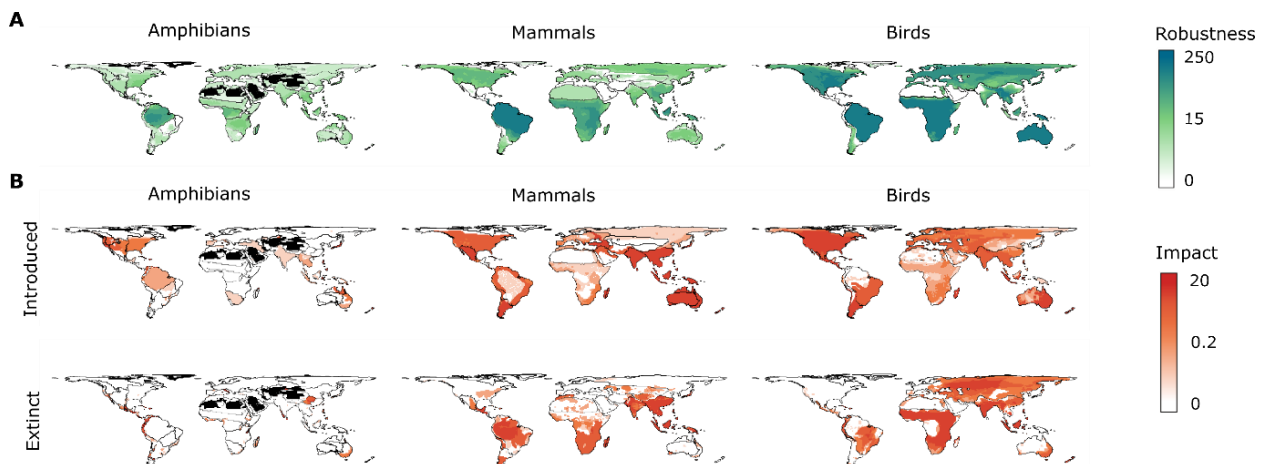 A
Amphibians
Mammals
Birds
Robustness
250
15
0
B
Amphibians
Mammals
Birds
Introduced
Impact
20
0.2
0
Extinct